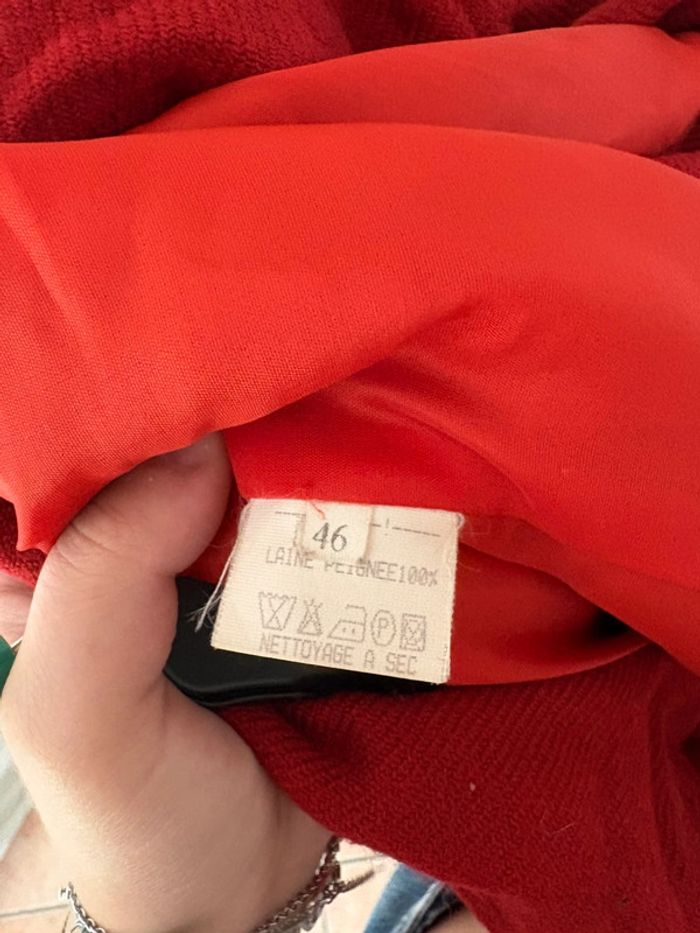 46
LAINE PEIGNEE100%
P
NETTOYAGE A SEC